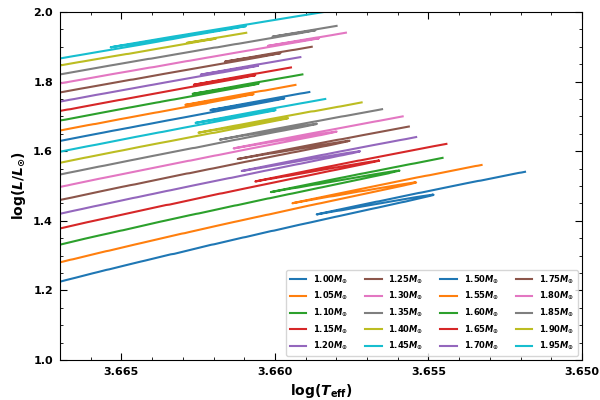 2.0
1.8
1.6
1.4
1.2
1.0
log(L/L⊙)
3.665 3.660 3.655 3.650
log(T_eff)
1.00M⊙ 1.25M⊙ 1.50M⊙ 1.75M⊙
1.05M⊙ 1.30M⊙ 1.55M⊙ 1.80M⊙
1.10M⊙ 1.35M⊙ 1.60M⊙ 1.85M⊙
1.15M⊙ 1.40M⊙ 1.65M⊙ 1.90M⊙
1.20M⊙ 1.45M⊙ 1.70M⊙ 1.95M⊙